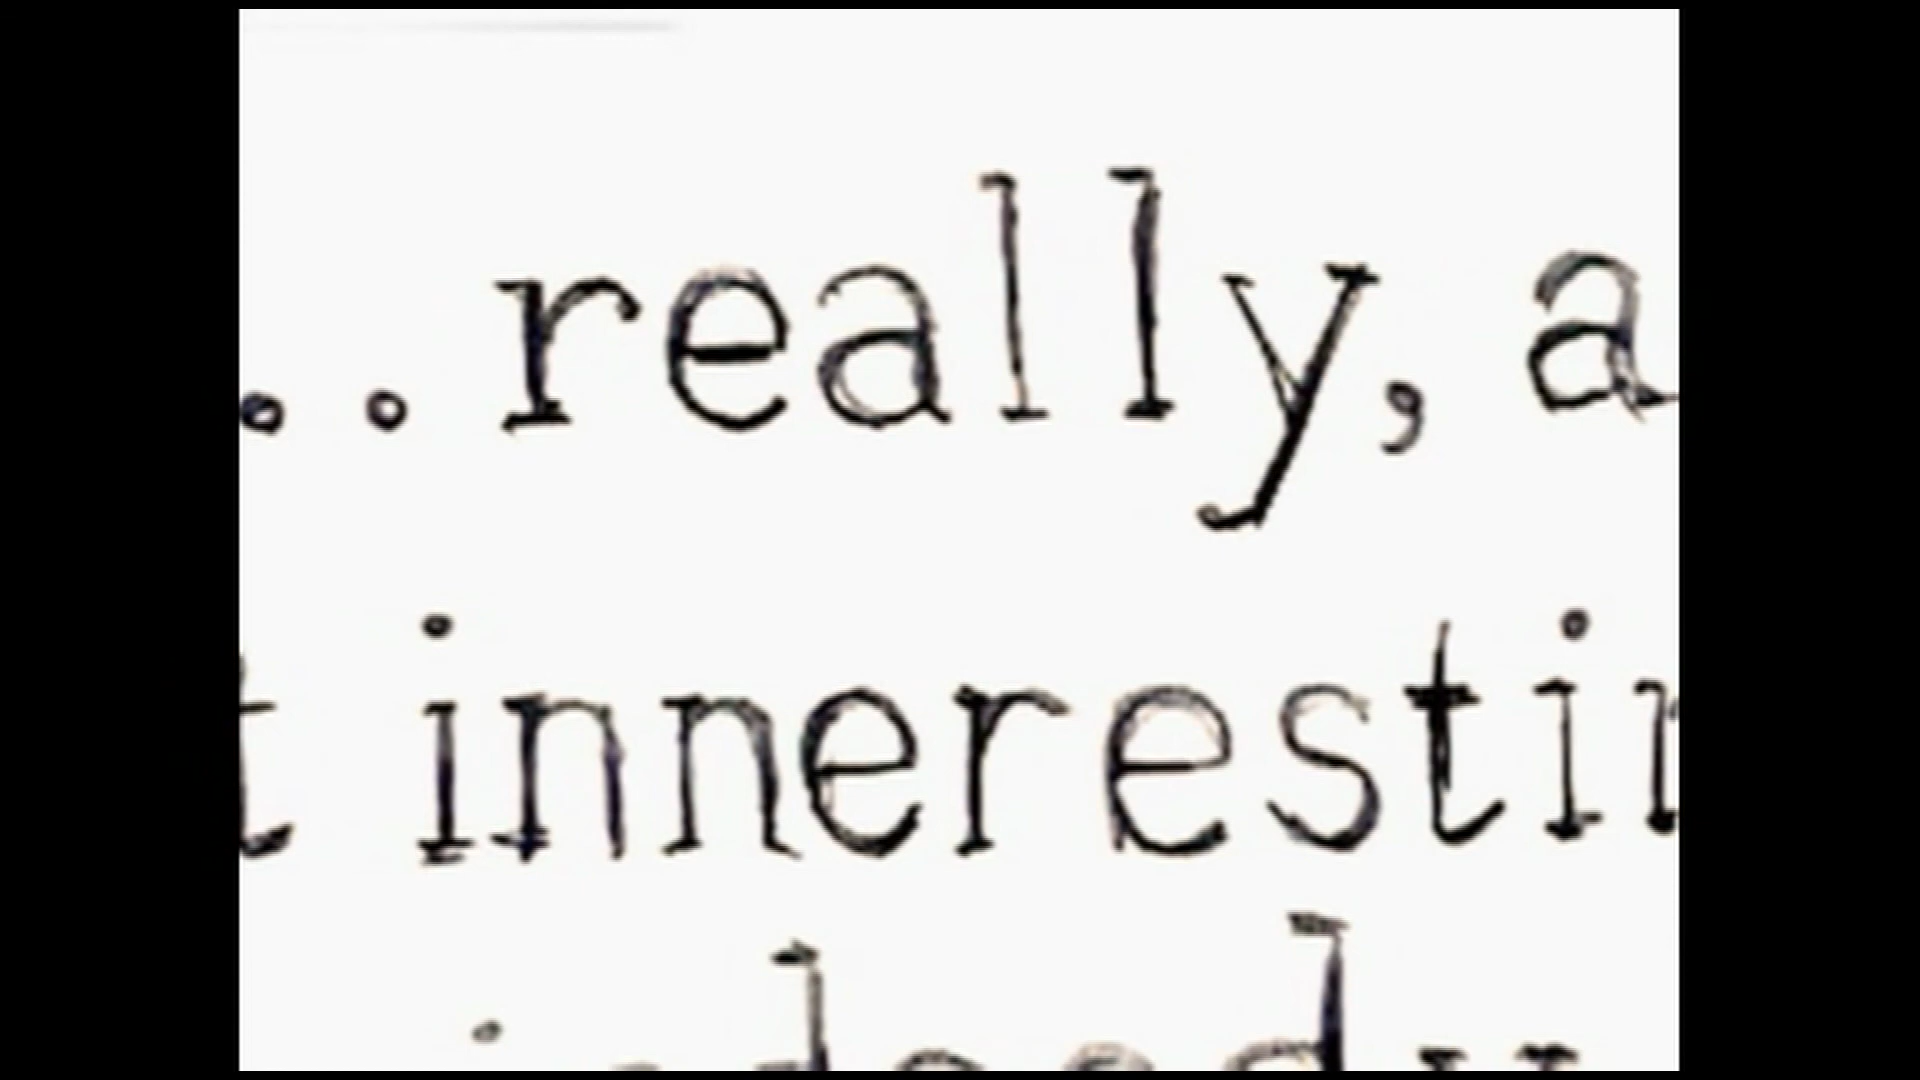 ..really, a
t innerestin